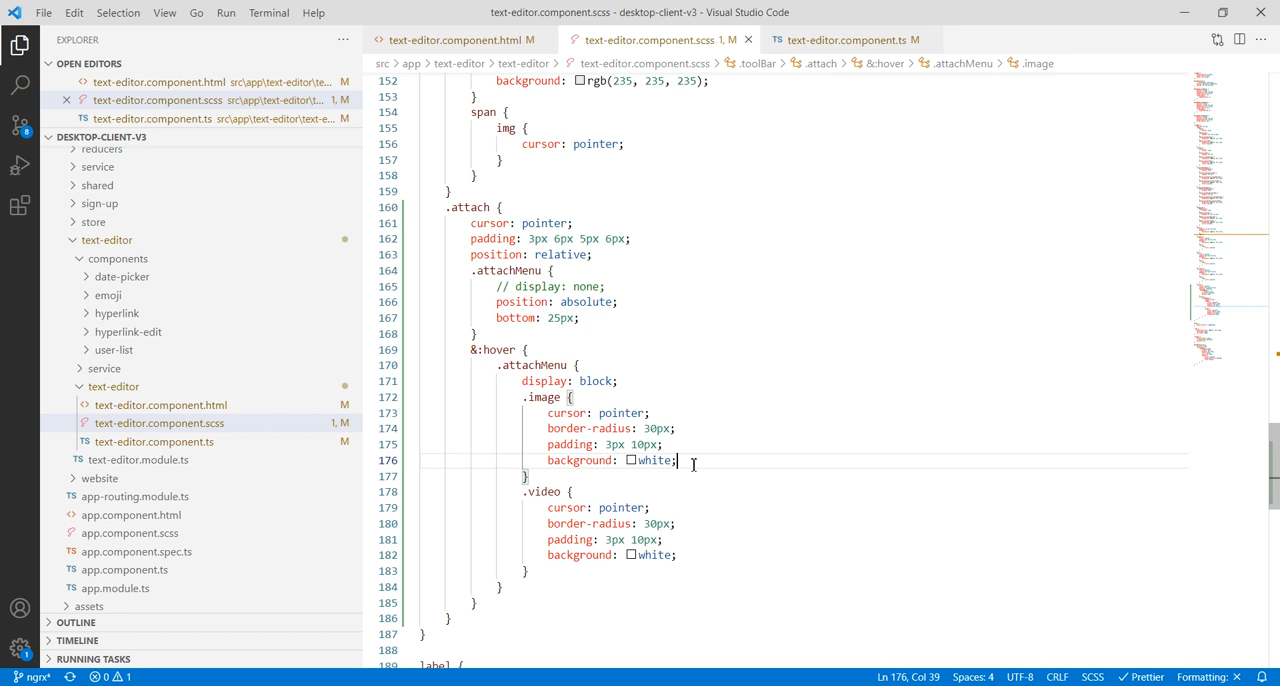 File Edit Selection View Go Run Terminal Help
text-editor.component.scss - desktop-client-v3 - Visual Studio Code
EXPLORER
text-editor.component.html M
text-editor.component.scss 1, M
TS text-editor.component.ts M
OPEN EDITORS
src > app > text-editor > text-editor > text-editor.component.scss > .toolBar > .attach > &:hover > .attachMenu > .image
text-editor.component.html src\app\text-editor\te... M
text-editor.component.scss src\app\text-editor\t... 1, M
TS text-editor.component.ts src\app\text-editor\text-e... M
DESKTOP-CLIENT-V3
reducers
service
shared
sign-up
store
text-editor
components
date-picker
emoji
hyperlink
hyperlink-edit
user-list
service
text-editor
text-editor.component.html M
text-editor.component.scss 1, M
TS text-editor.component.ts M
TS text-editor.module.ts
website
TS app-routing.module.ts
app.component.html
app.component.scss
TS app.component.spec.ts
TS app.component.ts
TS app.module.ts
assets
OUTLINE
TIMELINE
RUNNING TASKS
8
1
152 background: rgb(235, 235, 235);
153 }
154 span {
155 img {
156 cursor: pointer;
157 }
158 }
159 }
160 .attach {
161 cursor: pointer;
162 padding: 3px 6px 5px 6px;
163 position: relative;
164 .attachMenu {
165 // display: none;
166 position: absolute;
167 bottom: 25px;
168 }
169 &:hover {
170 .attachMenu {
171 display: block;
172 .image {
173 cursor: pointer;
174 border-radius: 30px;
175 padding: 3px 10px;
176 background: white;
177 }
178 .video {
179 cursor: pointer;
180 border-radius: 30px;
181 padding: 3px 10px;
182 background: white;
183 }
184 }
185 }
186 }
187 }
188
189 label {
ngrx* 0 1
Ln 176, Col 39 Spaces: 4 UTF-8 CRLF SCSS Prettier Formatting: ×